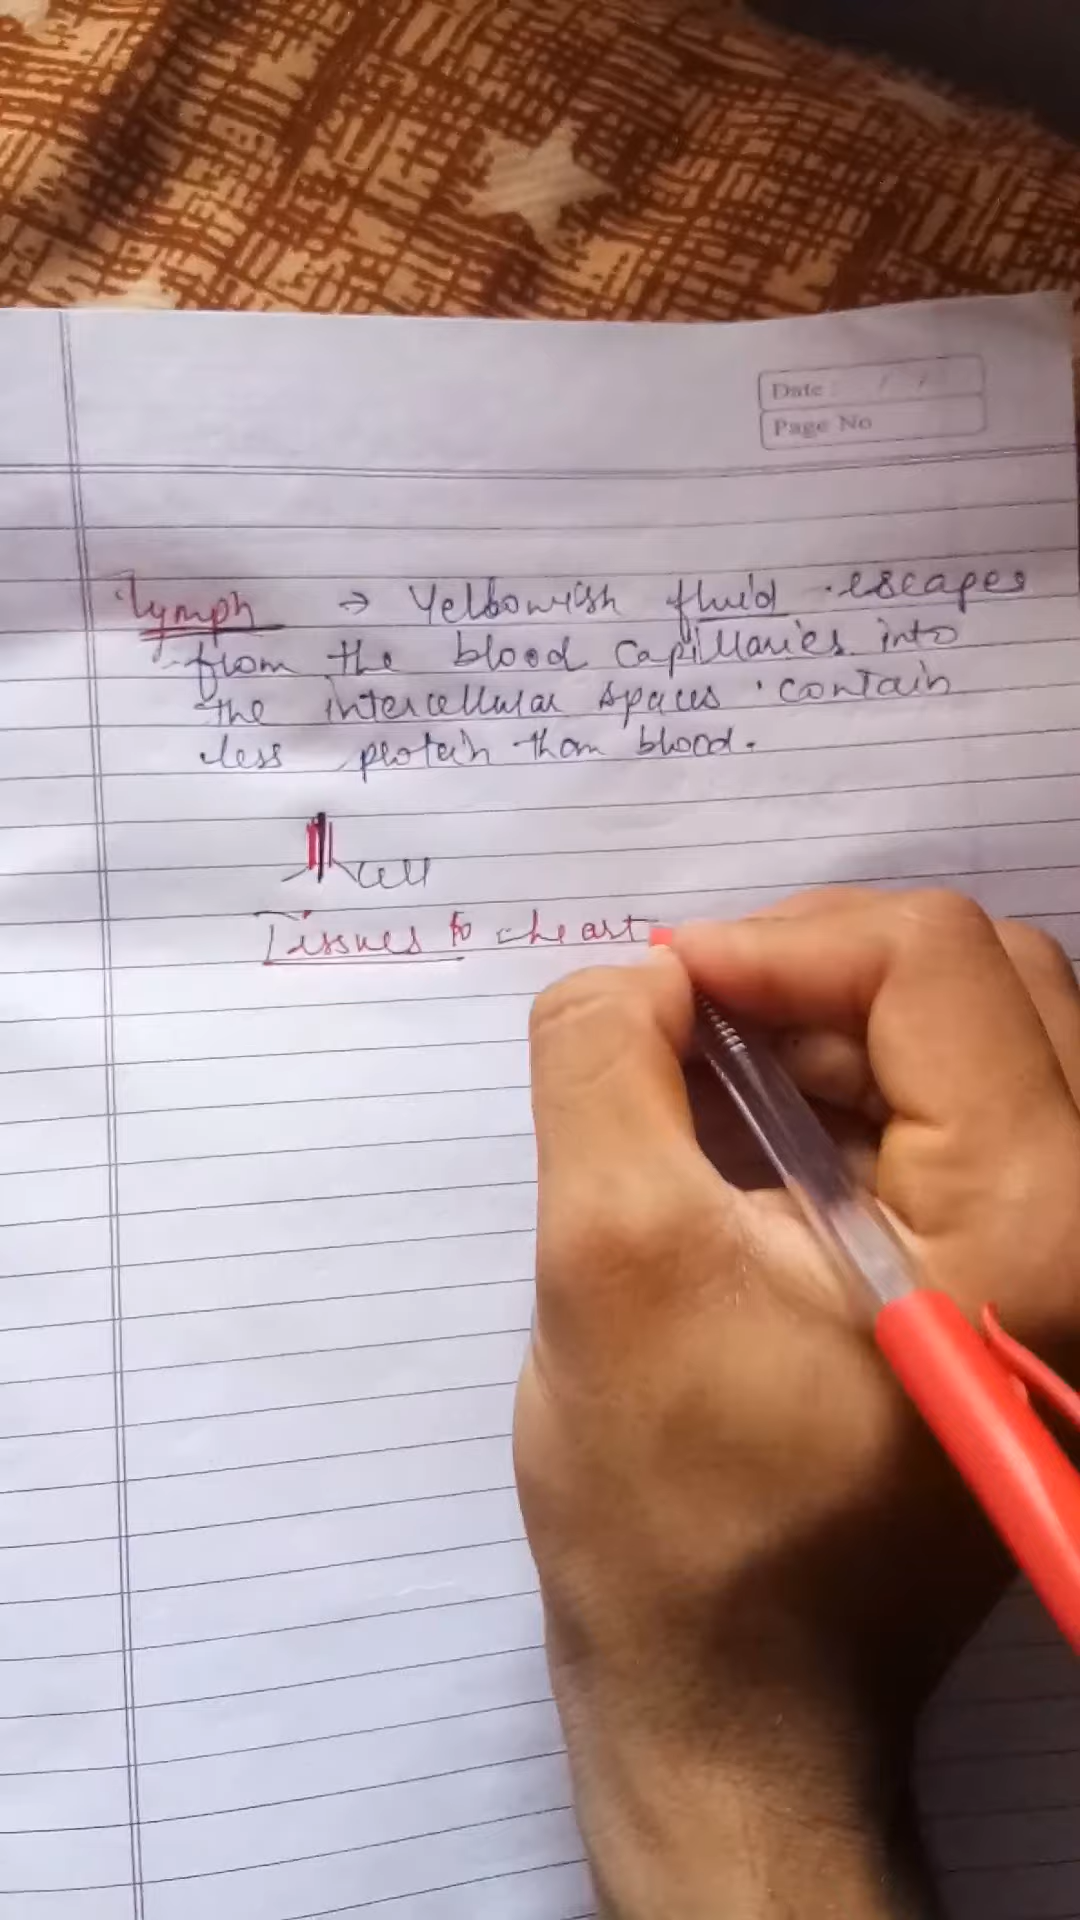 Date : / /
Page No
Lymph → Yellowish fluid escapes
from the blood capillaries into
the intercellular spaces . contain
less protein than blood.
cell
Tissues to heart